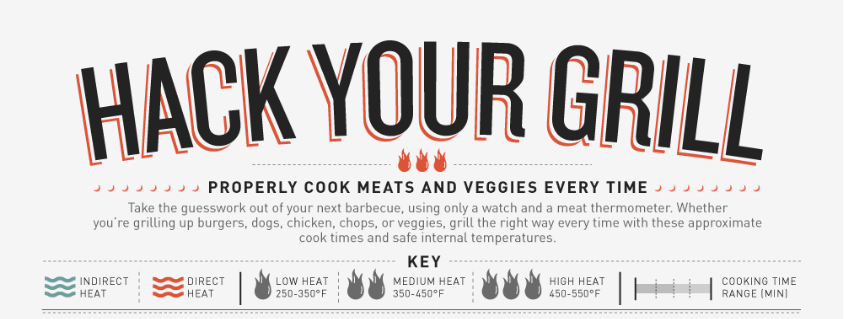 HACK YOUR GRILL
PROPERLY COOK MEATS AND VEGGIES EVERY TIME
Take the guesswork out of your next barbecue, using only a watch and a meat thermometer. Whether
you're grilling up burgers, dogs, chicken, chops, or veggies, grill the right way every time with these approximate
cook times and safe internal temperatures.
KEY
INDIRECT
HEAT
DIRECT
HEAT
LOW HEAT
250-350°F
MEDIUM HEAT
350-450°F
HIGH HEAT
450-550°F
COOKING TIME
RANGE (MIN)